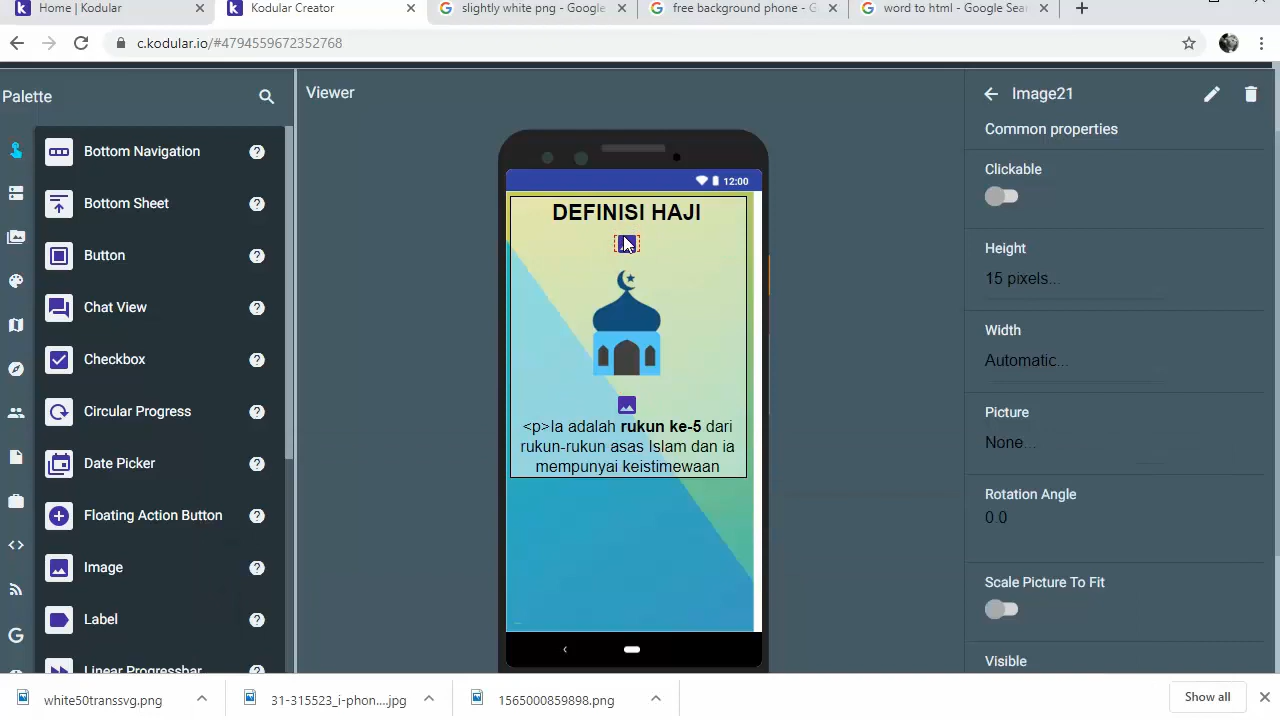 Home | Kodular
Kodular Creator
slightly white png - Google
free background phone - G
word to html - Google Sear
c.kodular.io/#4794559672352768
Palette
Viewer
Image21
Common properties
Bottom Navigation
Bottom Sheet
Button
Chat View
Checkbox
Circular Progress
Date Picker
Floating Action Button
Image
Label
Linear Progressbar
12:00
DEFINISI HAJI
<p>Ia adalah rukun ke-5 dari
rukun-rukun asas Islam dan ia
mempunyai keistimewaan
Clickable
Height
15 pixels...
Width
Automatic...
Picture
None...
Rotation Angle
0.0
Scale Picture To Fit
Visible
white50transsvg.png
31-315523_i-phon....jpg
1565000859898.png
Show all